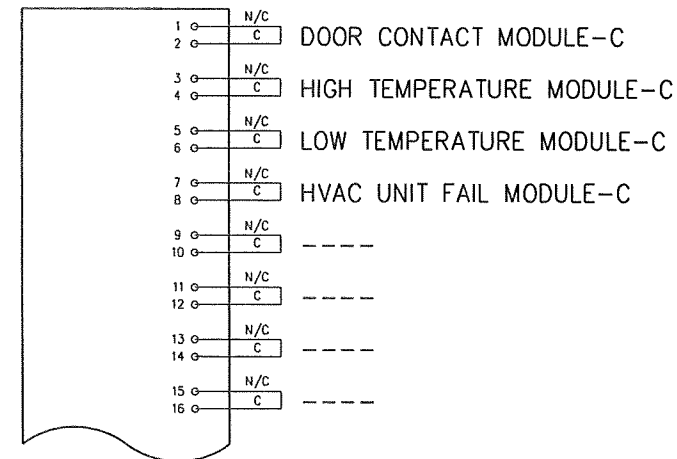 1 N/C
2 C DOOR CONTACT MODULE-C
3 N/C
4 C HIGH TEMPERATURE MODULE-C
5 N/C
6 C LOW TEMPERATURE MODULE-C
7 N/C
8 C HVAC UNIT FAIL MODULE-C
9 N/C
10 C ----
11 N/C
12 C ----
13 N/C
14 C ----
15 N/C
16 C ----